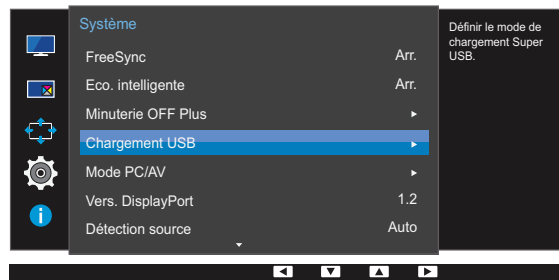 Système
FreeSync Arr.
Eco. intelligente Arr.
Minuterie OFF Plus
Chargement USB
Mode PC/AV
Vers. DisplayPort 1.2
Détection source Auto
Définir le mode de
chargement Super
USB.